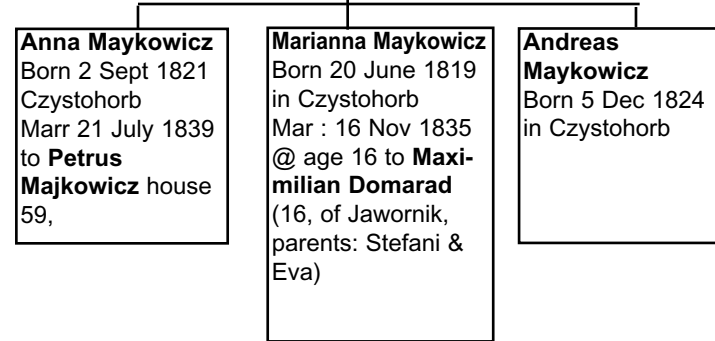 Anna Maykowicz
Born 2 Sept 1821
Czystohorb
Marr 21 July 1839
to Petrus
Majkowicz house
59,
Marianna Maykowicz
Born 20 June 1819
in Czystohorb
Mar : 16 Nov 1835
@ age 16 to Maxi-
milian Domarad
(16, of Jawornik,
parents: Stefani &
Eva)
Andreas
Maykowicz
Born 5 Dec 1824
in Czystohorb